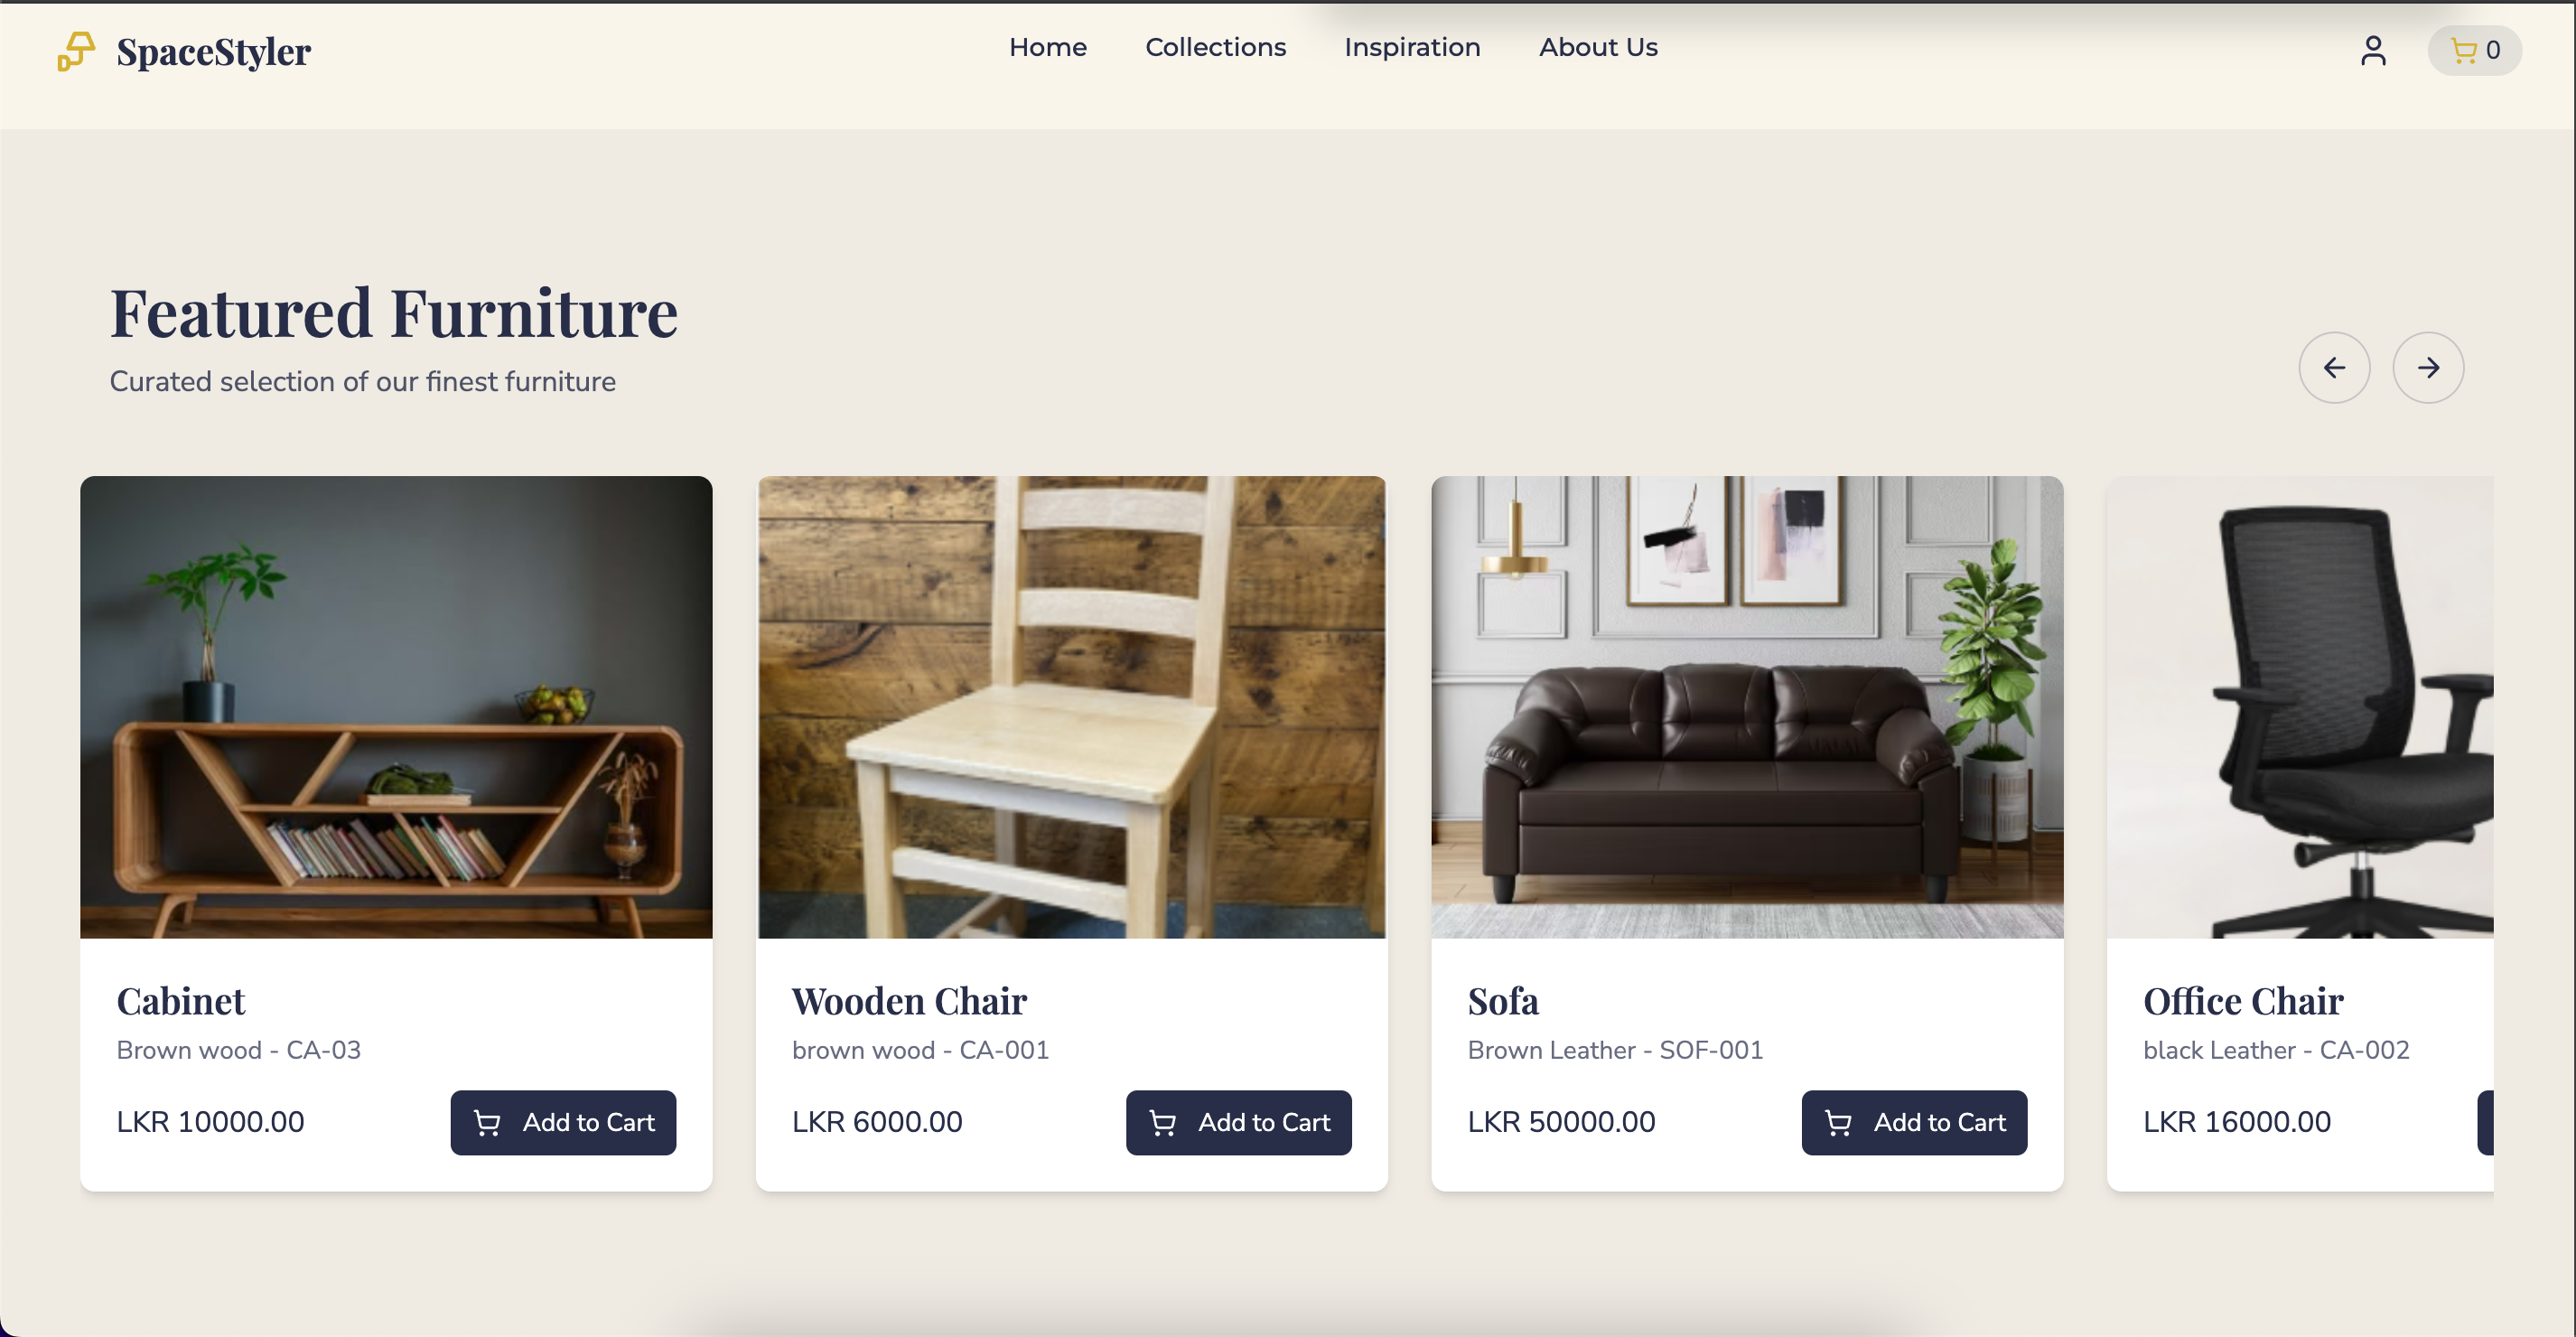 SpaceStyler
Home Collections Inspiration About Us
0
Featured Furniture
Curated selection of our finest furniture
Cabinet
Brown wood - CA-03
LKR 10000.00
Add to Cart
Wooden Chair
brown wood - CA-001
LKR 6000.00
Add to Cart
Sofa
Brown Leather - SOF-001
LKR 50000.00
Add to Cart
Office Chair
black Leather - CA-002
LKR 16000.00